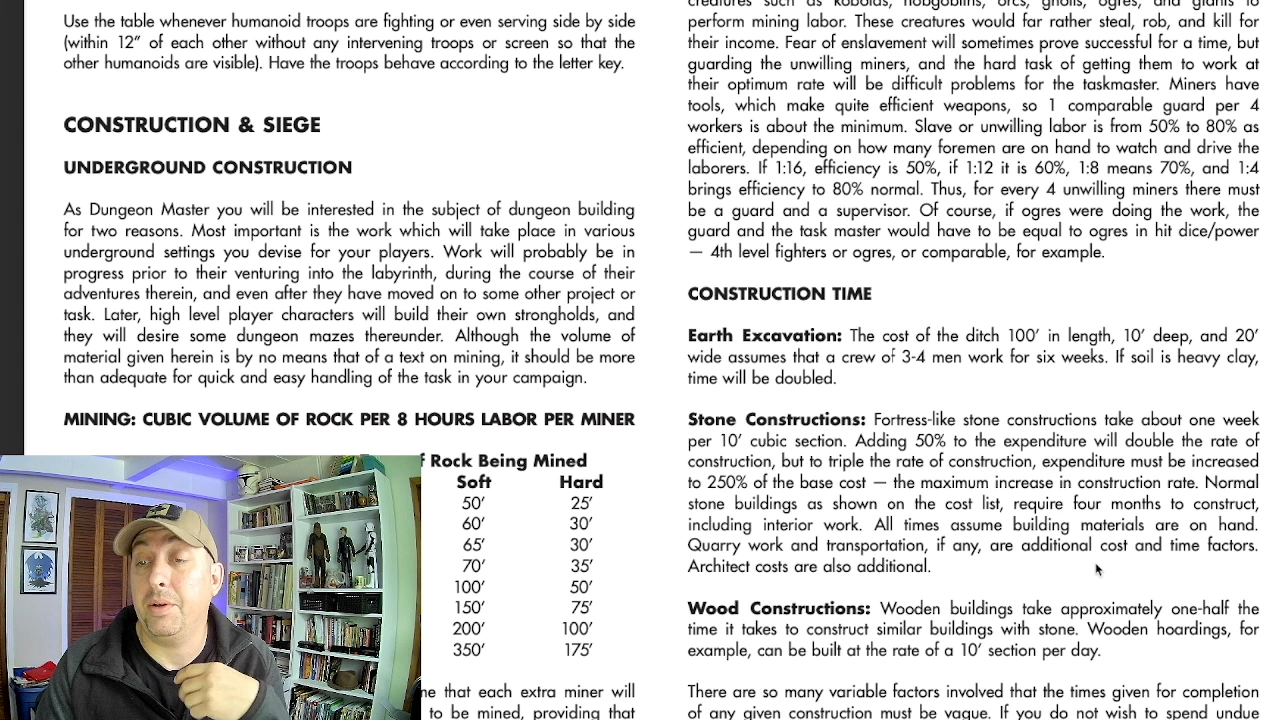 Use the table whenever humanoid troops are fighting or even serving side by side
(within 12” of each other without any intervening troops or screen so that the
other humanoids are visible). Have the troops behave according to the letter key.
CONSTRUCTION & SIEGE
UNDERGROUND CONSTRUCTION
As Dungeon Master you will be interested in the subject of dungeon building
for two reasons. Most important is the work which will take place in various
underground settings you devise for your players. Work will probably be in
progress prior to their venturing into the labyrinth, during the course of their
adventures therein, and even after they have moved on to some other project or
task. Later, high level player characters will build their own strongholds, and
they will desire some dungeon mazes thereunder. Although the volume of
material given herein is by no means that of a text on mining, it should be more
than adequate for quick and easy handling of the task in your campaign.
MINING: CUBIC VOLUME OF ROCK PER 8 HOURS LABOR PER MINER
f Rock Being Mined
Soft Hard
50′ 25′
60′ 30′
65′ 30′
70′ 35′
100′ 50′
150′ 75′
200′ 100′
350′ 175′
ne that each extra miner will
to be mined, providing that
creatures such as kobolds, hobgoblins, orcs, gnolls, ogres, and giants to
perform mining labor. These creatures would far rather steal, rob, and kill for
their income. Fear of enslavement will sometimes prove successful for a time, but
guarding the unwilling miners, and the hard task of getting them to work at
their optimum rate will be difficult problems for the taskmaster. Miners have
tools, which make quite efficient weapons, so 1 comparable guard per 4
workers is about the minimum. Slave or unwilling labor is from 50% to 80% as
efficient, depending on how many foremen are on hand to watch and drive the
laborers. If 1:16, efficiency is 50%, if 1:12 it is 60%, 1:8 means 70%, and 1:4
brings efficiency to 80% normal. Thus, for every 4 unwilling miners there must
be a guard and a supervisor. Of course, if ogres were doing the work, the
guard and the task master would have to be equal to ogres in hit dice/power
— 4th level fighters or ogres, or comparable, for example.
CONSTRUCTION TIME
Earth Excavation: The cost of the ditch 100′ in length, 10′ deep, and 20′
wide assumes that a crew of 3-4 men work for six weeks. If soil is heavy clay,
time will be doubled.
Stone Constructions: Fortress-like stone constructions take about one week
per 10′ cubic section. Adding 50% to the expenditure will double the rate of
construction, but to triple the rate of construction, expenditure must be increased
to 250% of the base cost — the maximum increase in construction rate. Normal
stone buildings as shown on the cost list, require four months to construct,
including interior work. All times assume building materials are on hand.
Quarry work and transportation, if any, are additional cost and time factors.
Architect costs are also additional.
Wood Constructions: Wooden buildings take approximately one-half the
time it takes to construct similar buildings with stone. Wooden hoardings, for
example, can be built at the rate of a 10′ section per day.
There are so many variable factors involved that the times given for completion
of any given construction must be vague. If you do not wish to spend undue